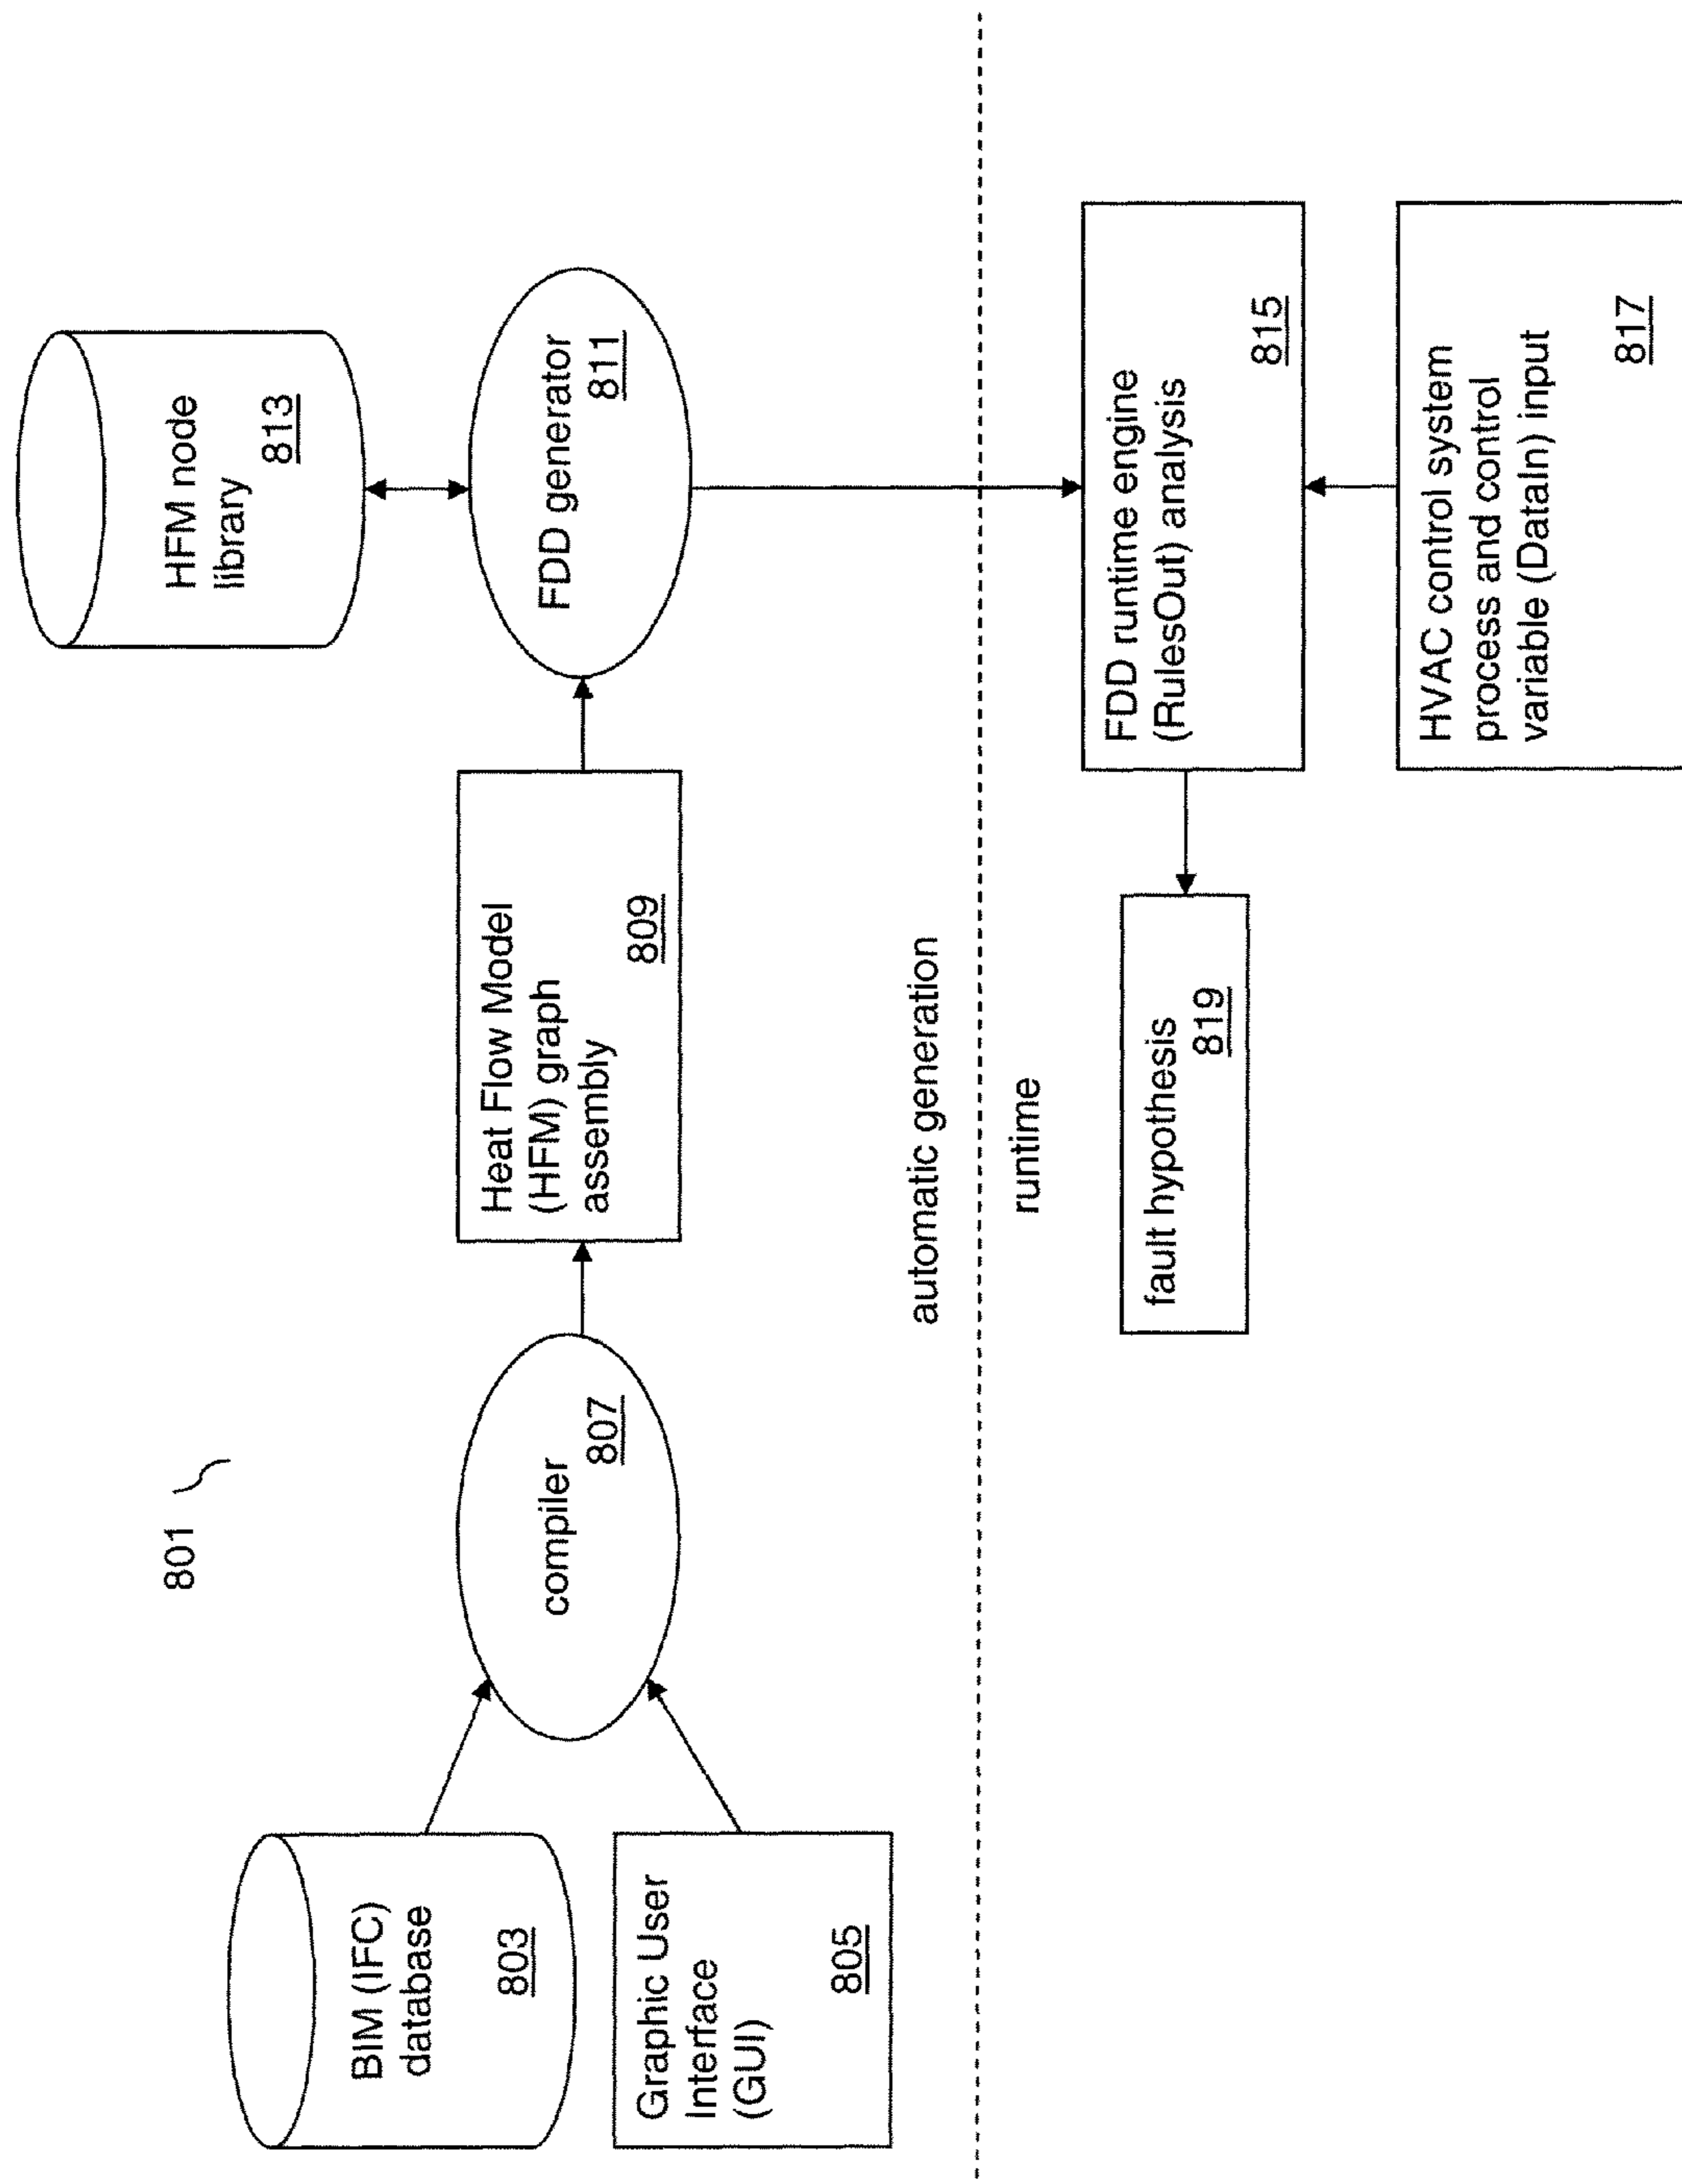 801
BIM (IFC)
database
803
Graphic User
Interface
(GUI)
805
compiler
807
Heat Flow Model
(HFM) graph
assembly
809
HFM node
library
813
FDD generator
811
automatic generation
runtime
fault hypothesis
819
FDD runtime engine
(RulesOut) analysis
815
HVAC control system
process and control
variable (DataIn) input
817